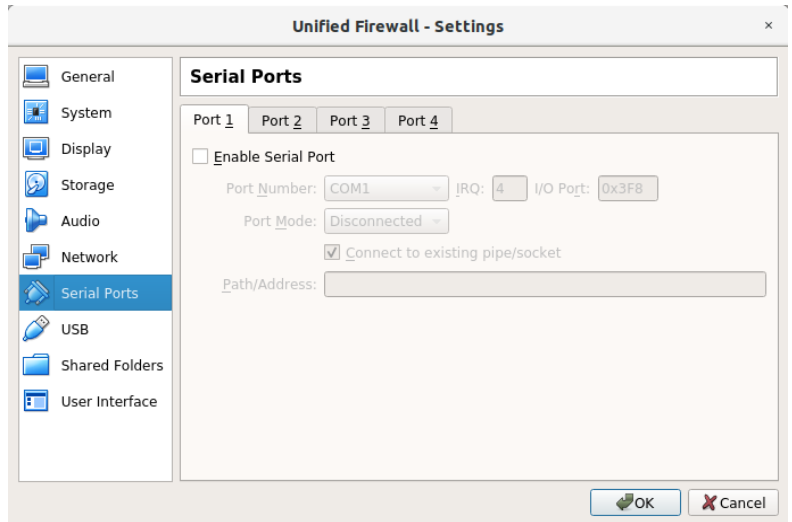 Unified Firewall - Settings ×
General
System
Display
Storage
Audio
Network
Serial Ports
USB
Shared Folders
User Interface
Serial Ports
Port 1 Port 2 Port 3 Port 4
Enable Serial Port
Port Number: COM1 IRQ: 4 I/O Port: 0x3F8
Port Mode: Disconnected
Connect to existing pipe/socket
Path/Address:
OK Cancel